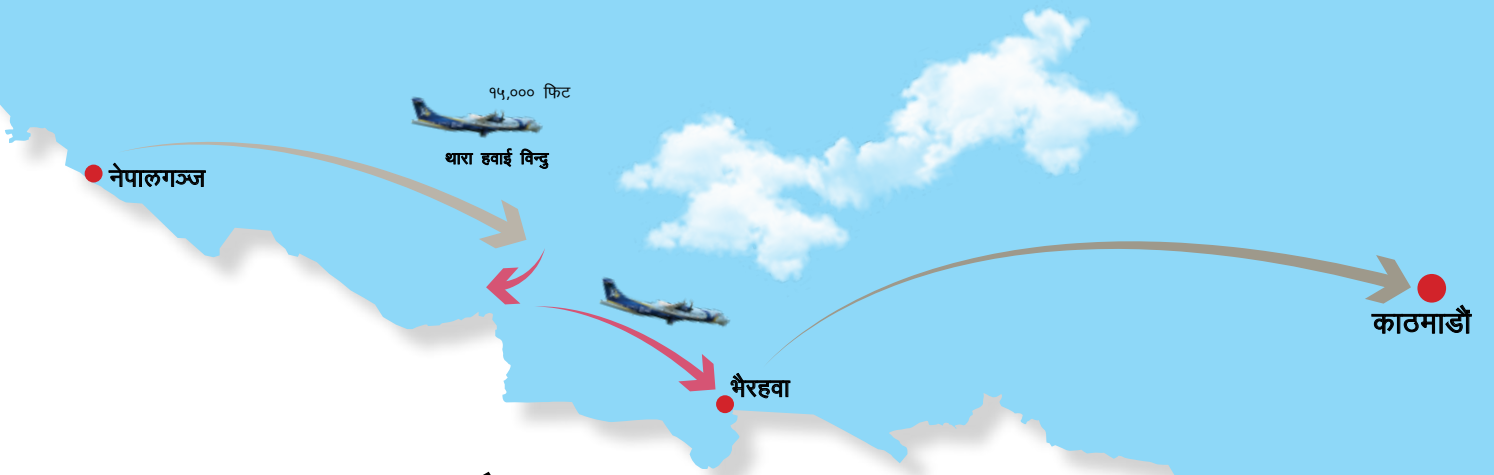 १५,००० फिट
थारा हवाई विन्दु
नेपालगञ्ज
काठमाडौं
भैरहवा